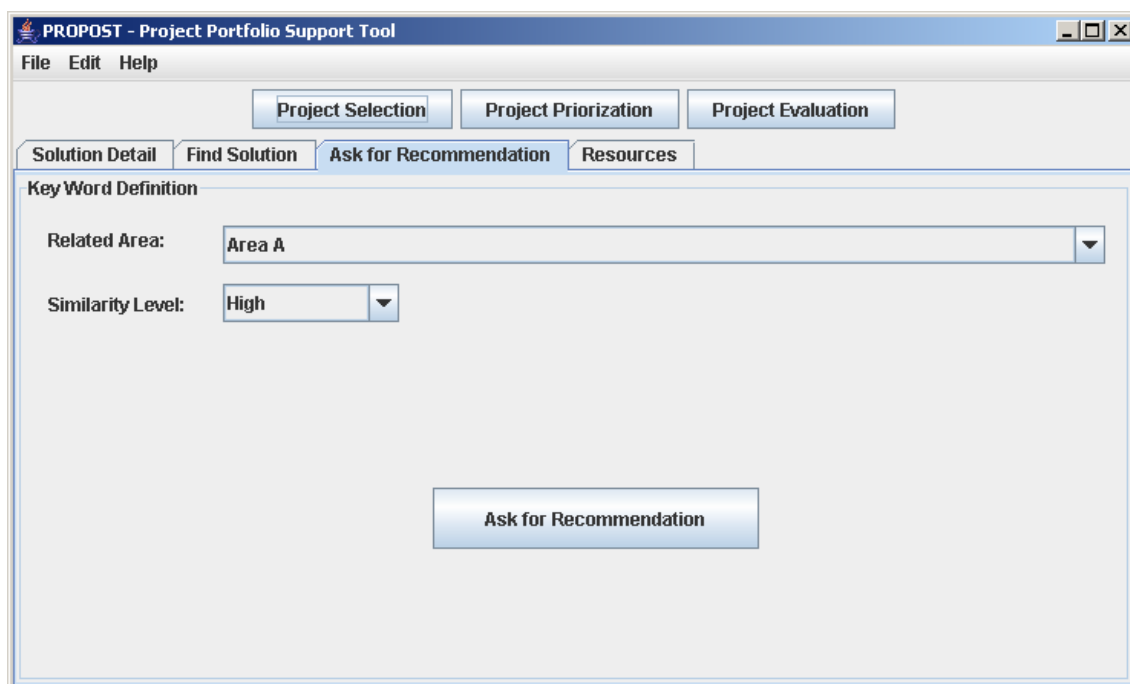 PROPOST - Project Portfolio Support Tool
File Edit Help
Project Selection Project Priorization Project Evaluation
Solution Detail Find Solution Ask for Recommendation Resources
Key Word Definition
Related Area: Area A
Similarity Level: High
Ask for Recommendation